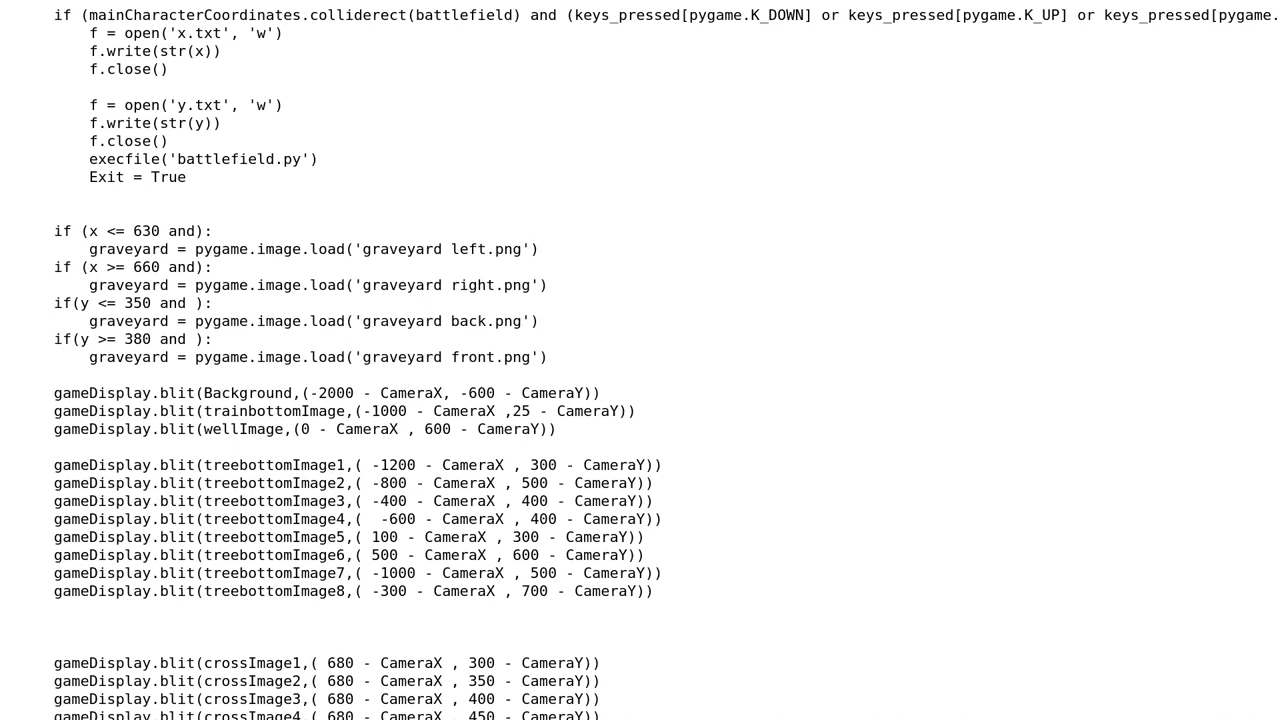 if (mainCharacterCoordinates.colliderect(battlefield) and (keys_pressed[pygame.K_DOWN] or keys_pressed[pygame.K_UP] or keys_pressed[pygame.
    f = open('x.txt', 'w')
    f.write(str(x))
    f.close()

    f = open('y.txt', 'w')
    f.write(str(y))
    f.close()
    execfile('battlefield.py')
    Exit = True


if (x <= 630 and):
    graveyard = pygame.image.load('graveyard left.png')
if (x >= 660 and):
    graveyard = pygame.image.load('graveyard right.png')
if(y <= 350 and ):
    graveyard = pygame.image.load('graveyard back.png')
if(y >= 380 and ):
    graveyard = pygame.image.load('graveyard front.png')

gameDisplay.blit(Background,(-2000 - CameraX, -600 - CameraY))
gameDisplay.blit(trainbottomImage,(-1000 - CameraX ,25 - CameraY))
gameDisplay.blit(wellImage,(0 - CameraX , 600 - CameraY))

gameDisplay.blit(treebottomImage1,( -1200 - CameraX , 300 - CameraY))
gameDisplay.blit(treebottomImage2,( -800 - CameraX , 500 - CameraY))
gameDisplay.blit(treebottomImage3,( -400 - CameraX , 400 - CameraY))
gameDisplay.blit(treebottomImage4,(  -600 - CameraX , 400 - CameraY))
gameDisplay.blit(treebottomImage5,( 100 - CameraX , 300 - CameraY))
gameDisplay.blit(treebottomImage6,( 500 - CameraX , 600 - CameraY))
gameDisplay.blit(treebottomImage7,( -1000 - CameraX , 500 - CameraY))
gameDisplay.blit(treebottomImage8,( -300 - CameraX , 700 - CameraY))



gameDisplay.blit(crossImage1,( 680 - CameraX , 300 - CameraY))
gameDisplay.blit(crossImage2,( 680 - CameraX , 350 - CameraY))
gameDisplay.blit(crossImage3,( 680 - CameraX , 400 - CameraY))
gameDisplay.blit(crossImage4,( 680 - CameraX , 450 - CameraY))